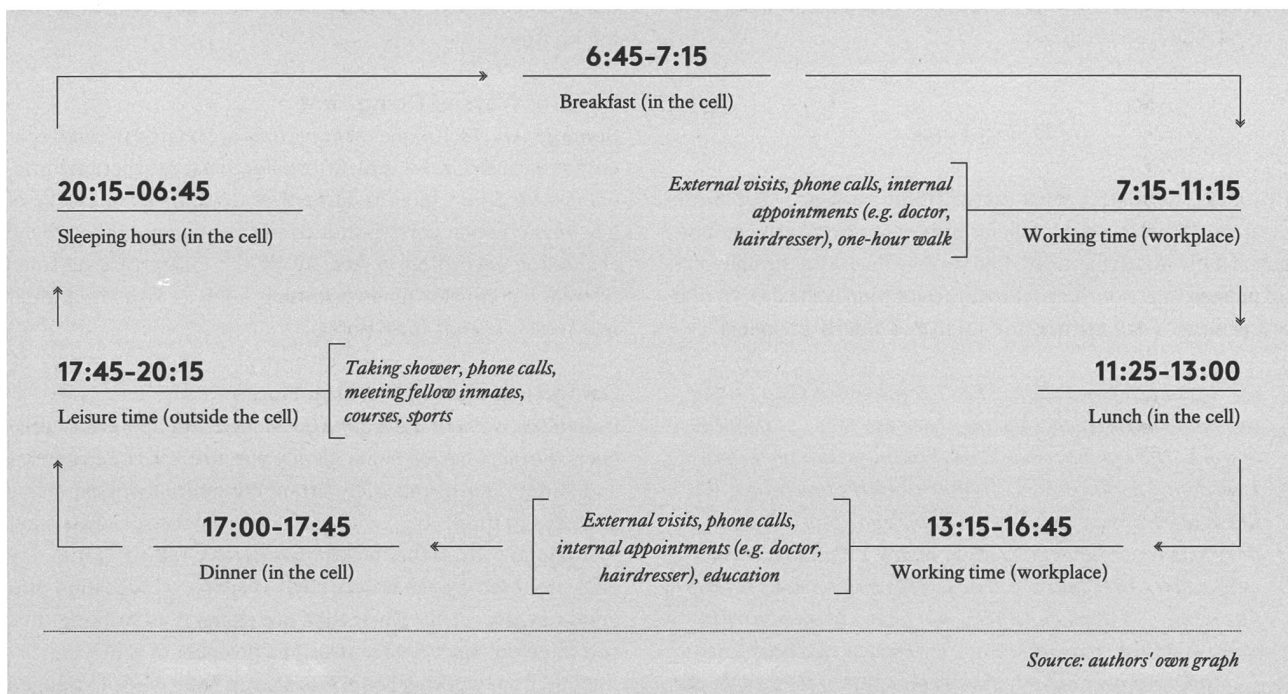 6:45-7:15
Breakfast (in the cell)
External visits, phone calls, internal
appointments (e.g. doctor,
hairdresser), one-hour walk
7:15-11:15
Working time (workplace)
11:25-13:00
Lunch (in the cell)
13:15-16:45
Working time (workplace)
External visits, phone calls,
internal appointments (e.g. doctor,
hairdresser), education
17:00-17:45
Dinner (in the cell)
17:45-20:15
Leisure time (outside the cell)
Taking shower, phone calls,
meeting fellow inmates,
courses, sports
20:15-06:45
Sleeping hours (in the cell)
Source: authors' own graph